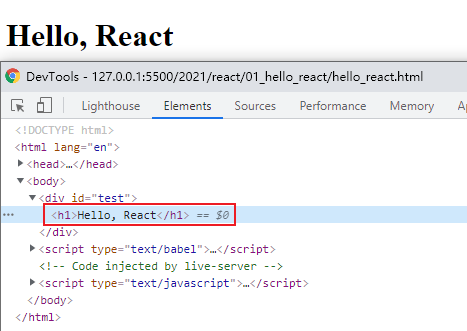 Hello, React
DevTools - 127.0.0.1:5500/2021/react/01_hello_react/hello_react.html
Lighthouse Elements Sources Performance Memory Ap
<!DOCTYPE html>
<html lang="en">
<head>…</head>
<body>
<div id="test">
… <h1>Hello, React</h1> == $0
</div>
<script type="text/babel">…</script>
<!-- Code injected by live-server -->
<script type="text/javascript">…</script>
</body>
</html>